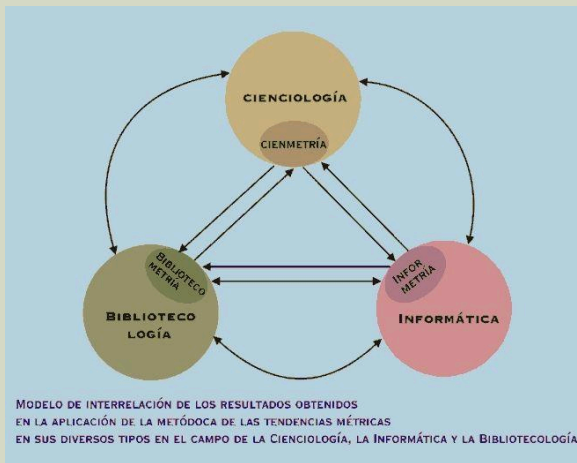 CIENCIOLOGÍA
CIENMETRÍA
BIBLIOTECO
METRÍA
BIBLIOTECO
LOGÍA
INFOR
METRÍA
INFORMÁTICA
MODELO DE INTERRELACIÓN DE LOS RESULTADOS OBTENIDOS
EN LA APLICACIÓN DE LA METÓDOCA DE LAS TENDENCIAS MÉTRICAS
EN SUS DIVERSOS TIPOS EN EL CAMPO DE LA CIENCIOLOGÍA, LA INFORMÁTICA Y LA BIBLIOTECOLOGÍA